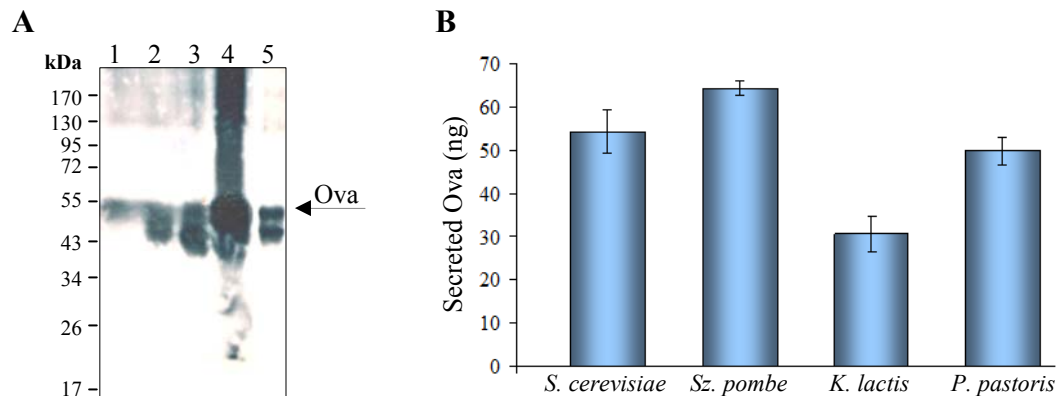 A
kDa
1 2 3 4 5
170
130
95
72
55
43
34
26
17
Ova
B
Secreted Ova (ng)
70
60
50
40
30
20
10
0
S. cerevisiae Sz. pombe K. lactis P. pastoris